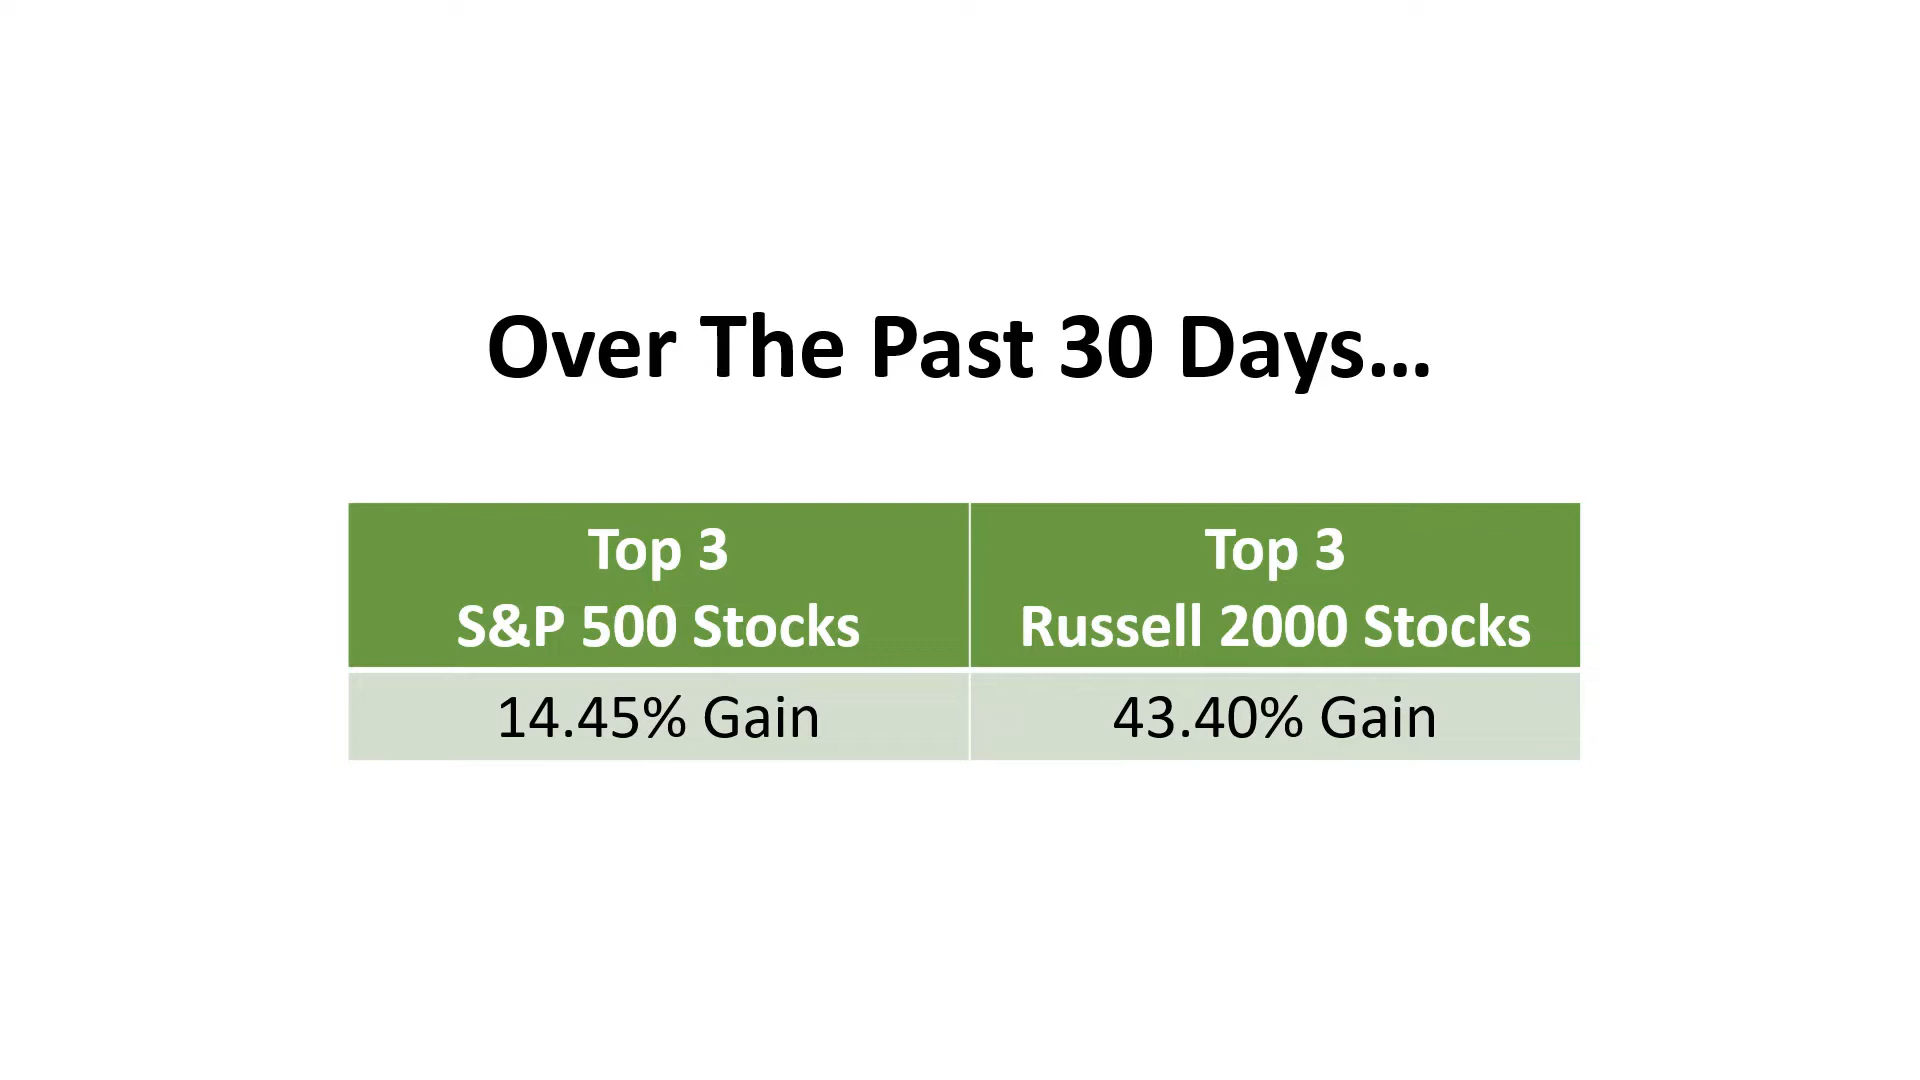 Over The Past 30 Days...
Top 3
S&P 500 Stocks
Top 3
Russell 2000 Stocks
14.45% Gain
43.40% Gain